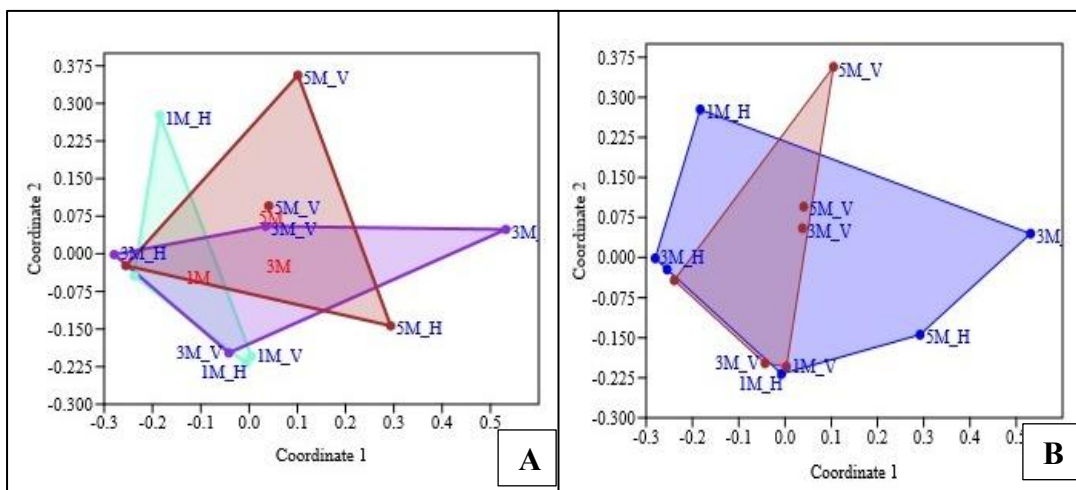 0.375
0.300
0.225
0.150
0.075
0.000
-0.075
-0.150
-0.225
-0.300
Coordinate 2
5M_V
1M_H
5M_V
5M
3M_V
3M_
3M_H
3M
1M
5M_H
3M_V
1M_V
1M_H
-0.3 -0.2 -0.1 0.0 0.1 0.2 0.3 0.4 0.5
Coordinate 1
A
0.375
0.300
0.225
0.150
0.075
0.000
-0.075
-0.150
-0.225
-0.300
Coordinate 2
5M_V
1M_H
5M_V
3M_V
3M
3M_H
5M_H
3M_V
1M_V
1M_H
-0.3 -0.2 -0.1 0.0 0.1 0.2 0.3 0.4 0.5
Coordinate 1
B